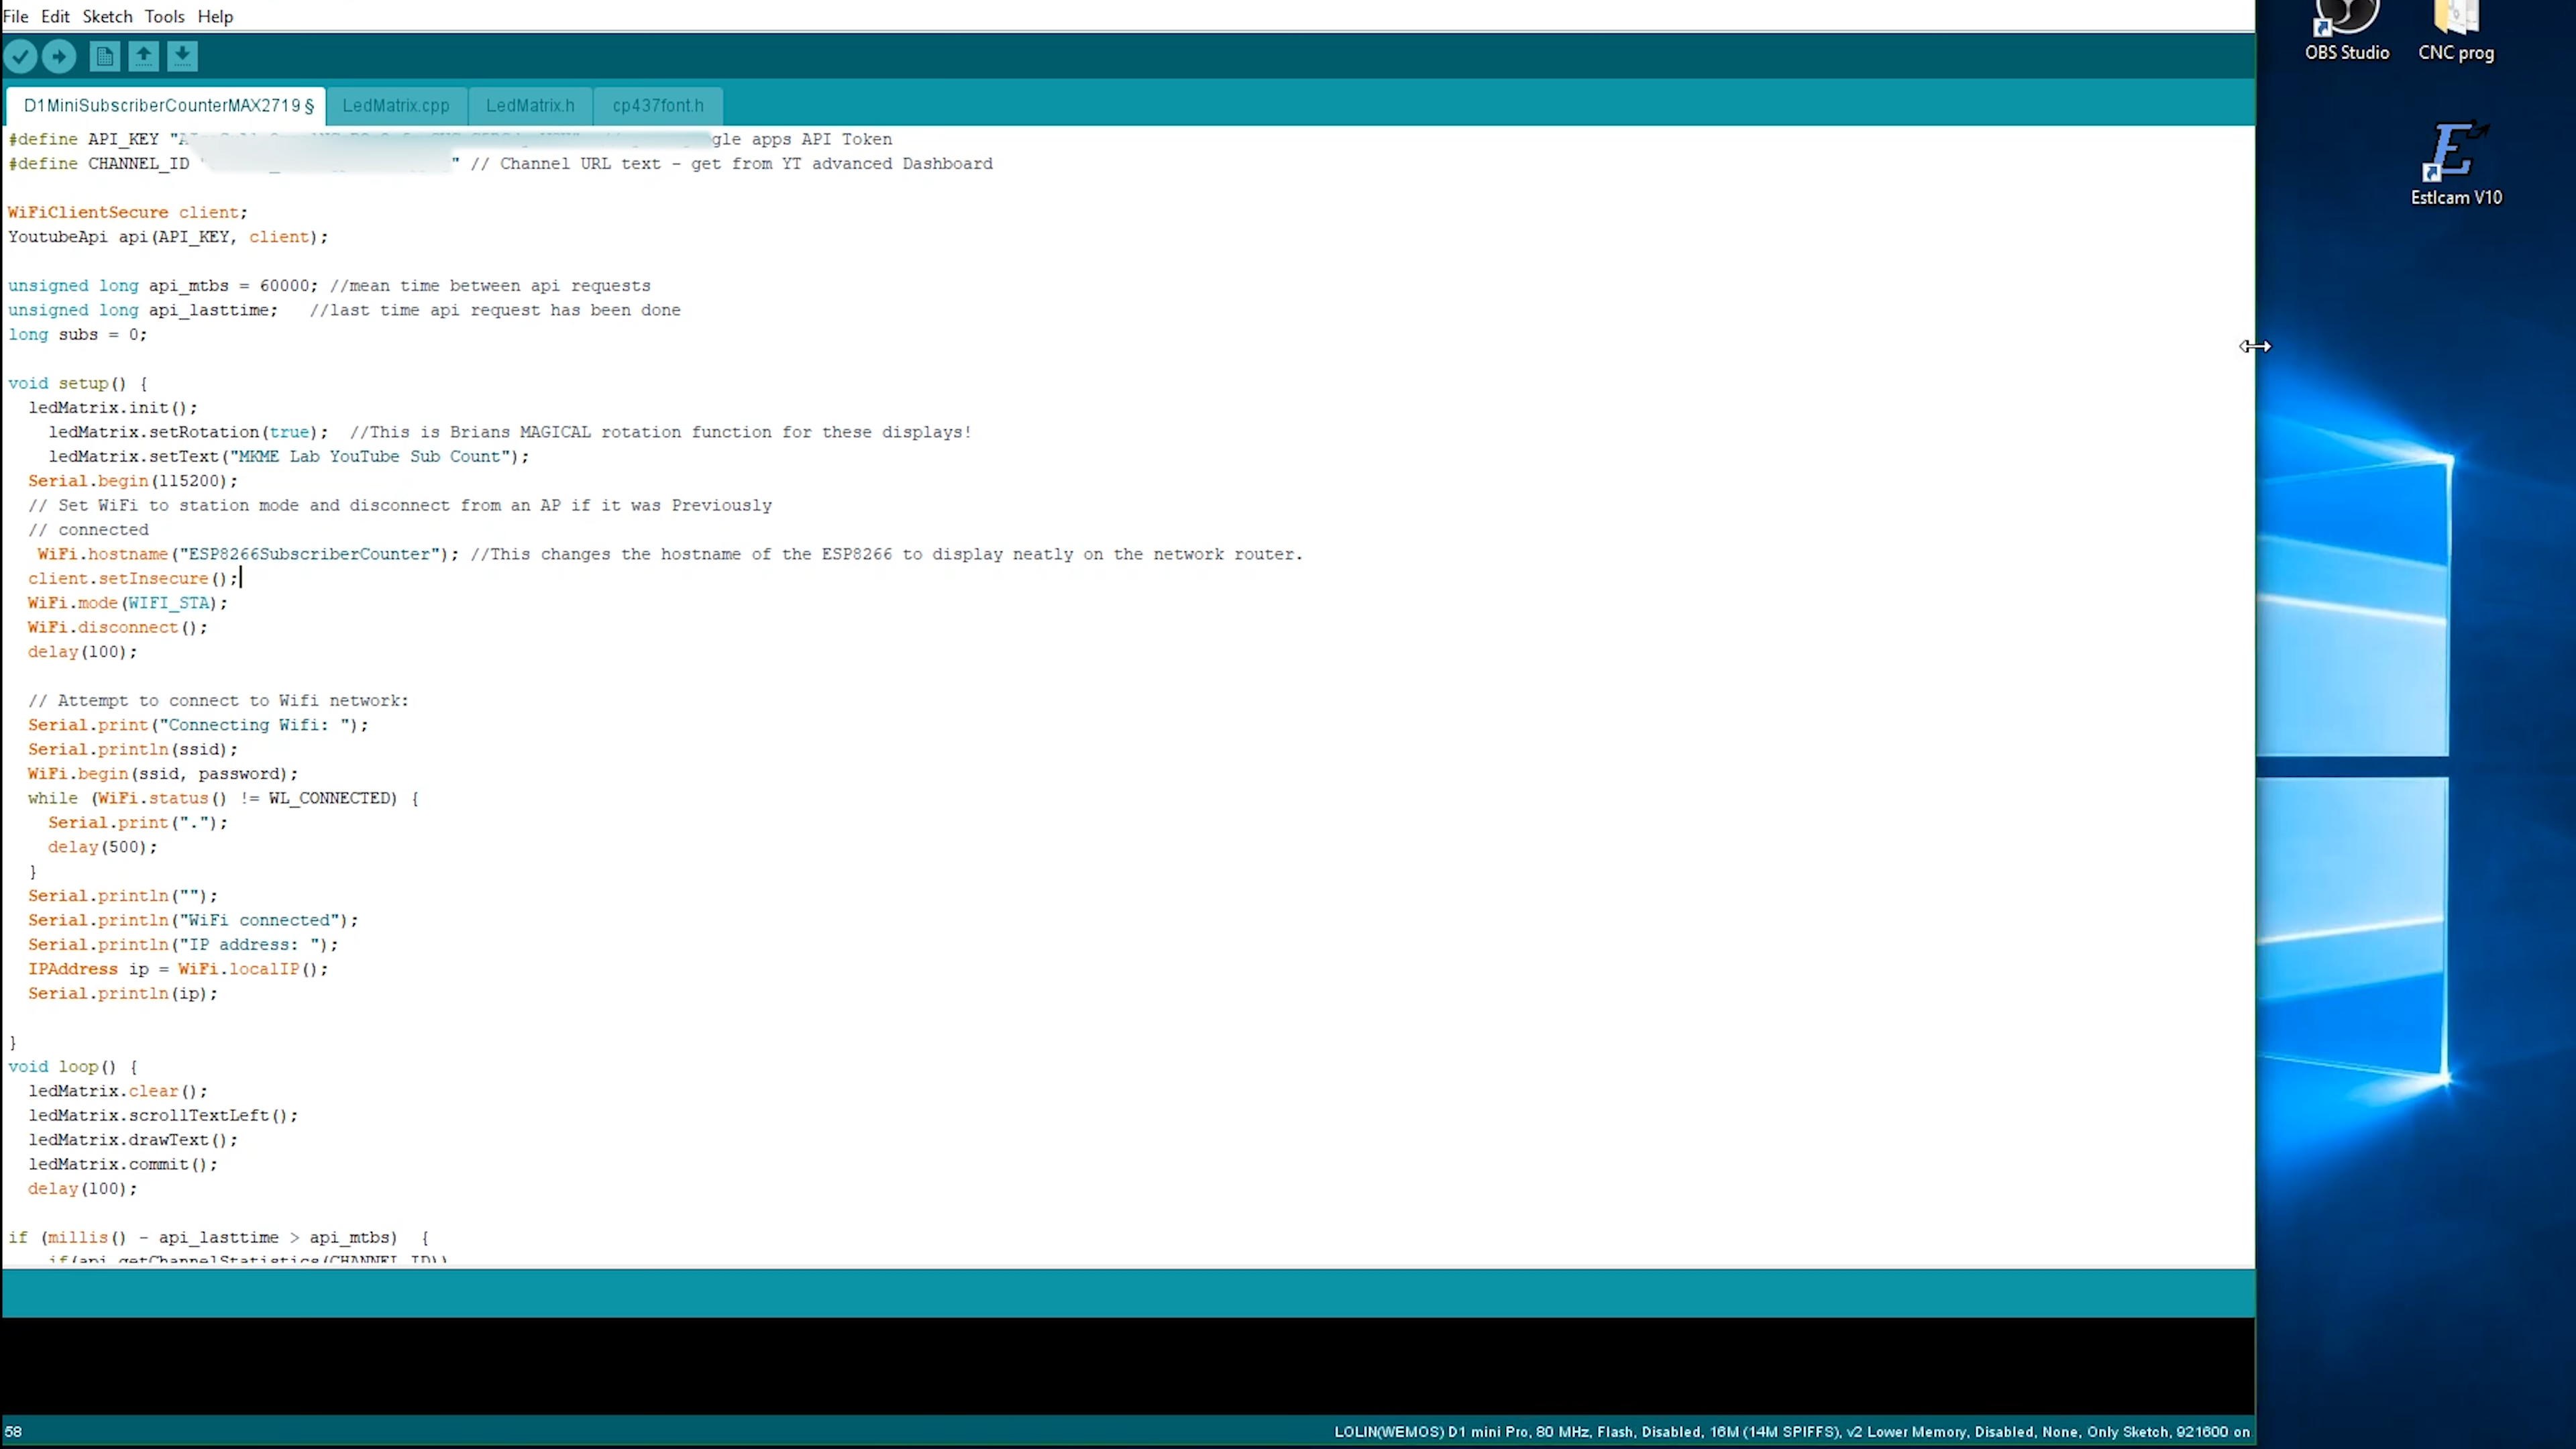 File Edit Sketch Tools Help
OBS Studio CNC prog
D1MiniSubscriberCounterMAX2719 § LedMatrix.cpp LedMatrix.h cp437font.h
Estlcam V10
#define API_KEY "A gle apps API Token
#define CHANNEL_ID " // Channel URL text - get from YT advanced Dashboard
WiFiClientSecure client;
YoutubeApi api(API_KEY, client);
unsigned long api_mtbs = 60000; //mean time between api requests
unsigned long api_lasttime; //last time api request has been done
long subs = 0;
void setup() {
ledMatrix.init();
ledMatrix.setRotation(true); //This is Brians MAGICAL rotation function for these displays!
ledMatrix.setText("MKME Lab YouTube Sub Count");
Serial.begin(115200);
// Set WiFi to station mode and disconnect from an AP if it was Previously
// connected
WiFi.hostname("ESP8266SubscriberCounter"); //This changes the hostname of the ESP8266 to display neatly on the network router.
client.setInsecure();
WiFi.mode(WIFI_STA);
WiFi.disconnect();
delay(100);
// Attempt to connect to Wifi network:
Serial.print("Connecting Wifi: ");
Serial.println(ssid);
WiFi.begin(ssid, password);
while (WiFi.status() != WL_CONNECTED) {
Serial.print(".");
delay(500);
}
Serial.println("");
Serial.println("WiFi connected");
Serial.println("IP address: ");
IPAddress ip = WiFi.localIP();
Serial.println(ip);
}
void loop() {
ledMatrix.clear();
ledMatrix.scrollTextLeft();
ledMatrix.drawText();
ledMatrix.commit();
delay(100);
if (millis() - api_lasttime > api_mtbs) {
if(api.getChannelStatistics(CHANNEL_ID))
58 LOLIN(WEMOS) D1 mini Pro, 80 MHz, Flash, Disabled, 16M (14M SPIFFS), v2 Lower Memory, Disabled, None, Only Sketch, 921600 on